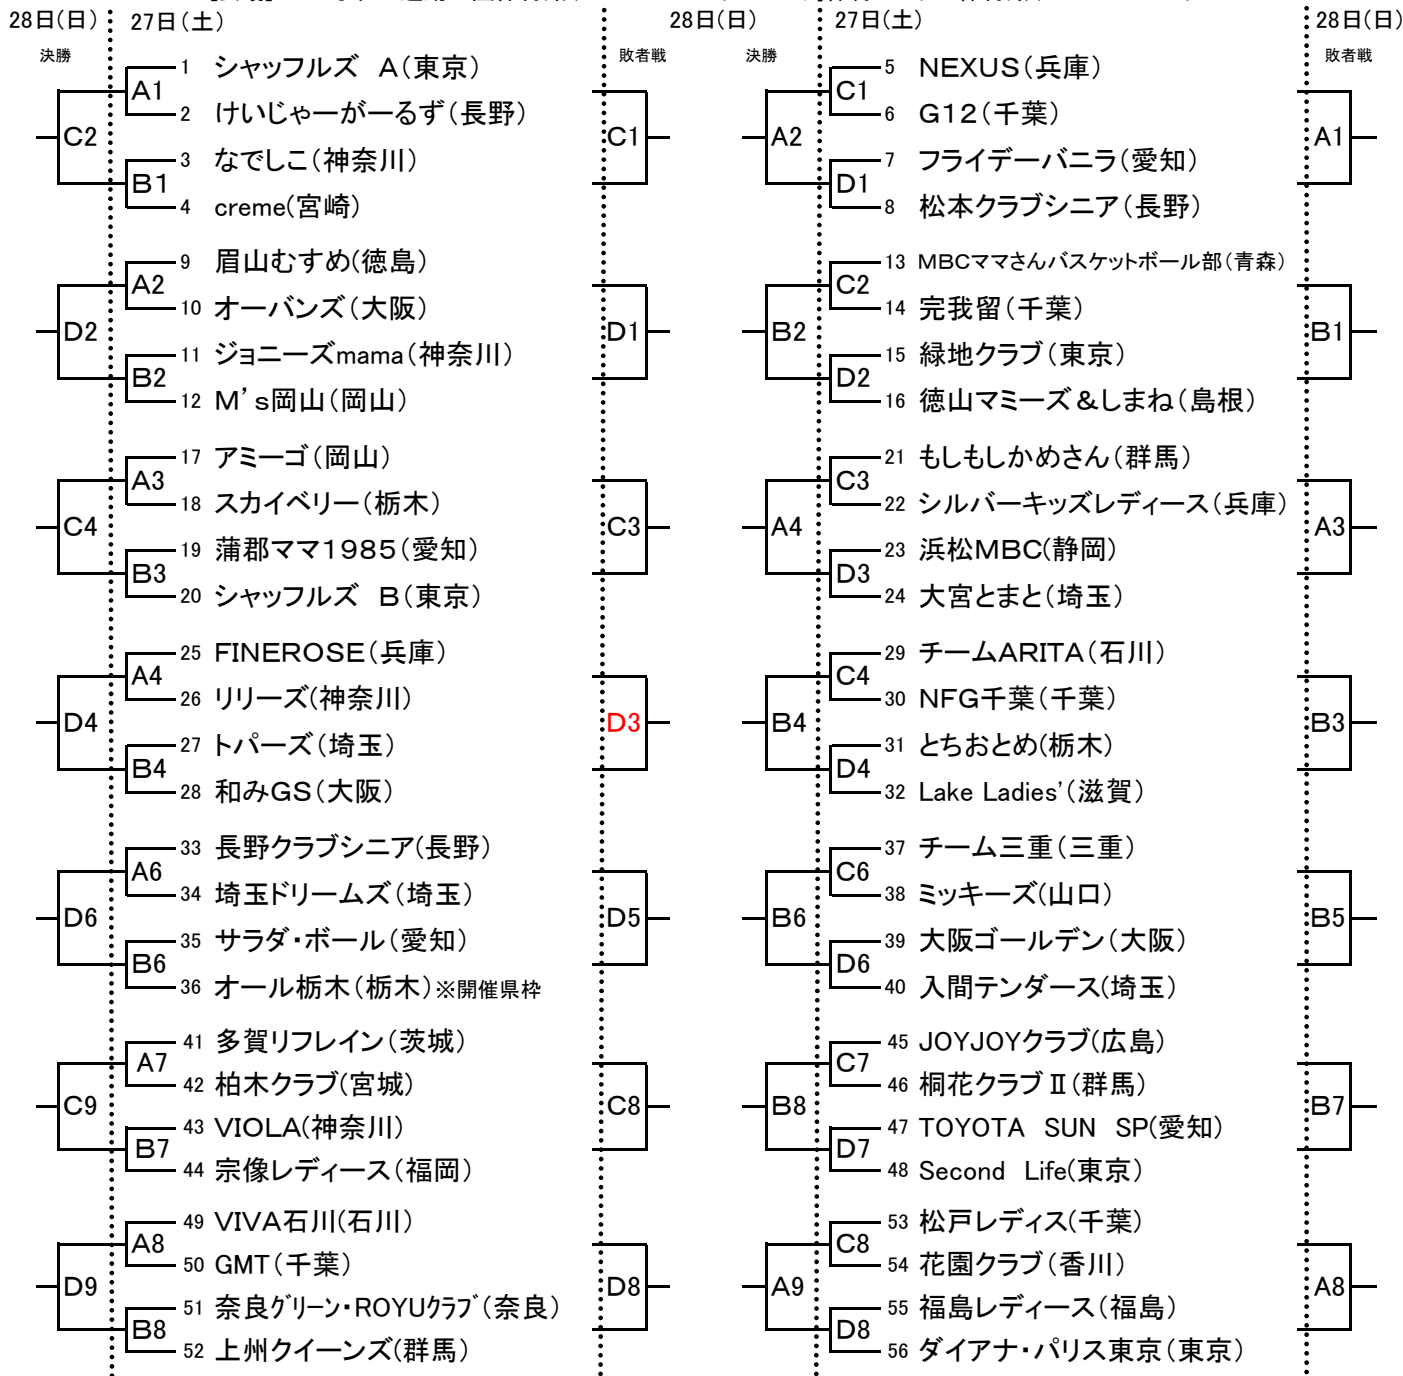 28日(日) 27日(土) 28日(日) 27日(土) 28日(日)
決勝 敗者戦 決勝 敗者戦
1 シャッフルズ A(東京) 5 NEXUS(兵庫)
A1 C1
2 けいじゃーがーるず(長野) 6 G12(千葉)
C2 C1 A2 A1
3 なでしこ(神奈川) 7 フライデーバニラ(愛知)
B1 D1
4 creme(宮崎) 8 松本クラブシニア(長野)
9 眉山むすめ(徳島) 13 MBCママさんバスケットボール部(青森)
A2 C2
10 オーバンズ(大阪) 14 完我留(千葉)
D2 D1 B2 B1
11 ジョニーズmama(神奈川) 15 緑地クラブ(東京)
B2 D2
12 M's岡山(岡山) 16 徳山マミーズ&しまね(島根)
17 アミーゴ(岡山) 21 もしもしかめさん(群馬)
A3 C3
18 スカイベリー(栃木) 22 シルバーキッズレディース(兵庫)
C4 C3 A4 A3
19 蒲郡ママ1985(愛知) 23 浜松MBC(静岡)
B3 D3
20 シャッフルズ B(東京) 24 大宮とまと(埼玉)
25 FINEROSE(兵庫) 29 チームARITA(石川)
A4 C4
26 リリーズ(神奈川) 30 NFG千葉(千葉)
D4 D3 B4 B3
27 トパーズ(埼玉) 31 とちおとめ(栃木)
B4 D4
28 和みGS(大阪) 32 Lake Ladies'(滋賀)
33 長野クラブシニア(長野) 37 チーム三重(三重)
A6 C6
34 埼玉ドリームズ(埼玉) 38 ミッキーズ(山口)
D6 D5 B6 B5
35 サラダ・ボール(愛知) 39 大阪ゴールデン(大阪)
B6 D6
36 オール栃木(栃木)※開催県枠 40 入間テンダース(埼玉)
41 多賀リフレイン(茨城) 45 JOYJOYクラブ(広島)
A7 C7
42 柏木クラブ(宮城) 46 桐花クラブⅡ(群馬)
C9 C8 B8 B7
43 VIOLA(神奈川) 47 TOYOTA SUN SP(愛知)
B7 D7
44 宗像レディース(福岡) 48 Second Life(東京)
49 VIVA石川(石川) 53 松戸レディス(千葉)
A8 C8
50 GMT(千葉) 54 花園クラブ(香川)
D9 D8 A9 A8
51 奈良グリーン・ROYUクラブ(奈良) 55 福島レディース(福島)
B8 D8
52 上州クイーンズ(群馬) 56 ダイアナ・パリス東京(東京)